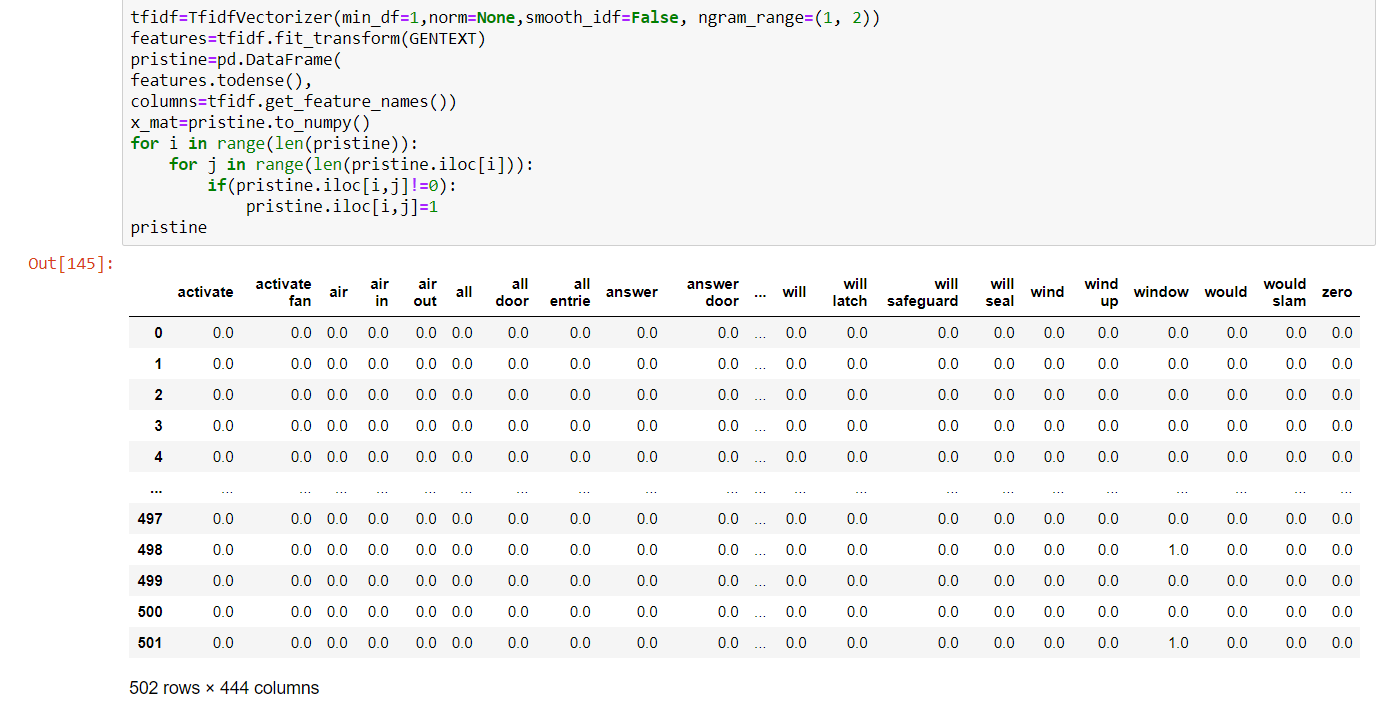 tfidf=TfidfVectorizer(min_df=1,norm=None,smooth_idf=False, ngram_range=(1, 2))
features=tfidf.fit_transform(GENTEXT)
pristine=pd.DataFrame(
features.todense(),
columns=tfidf.get_feature_names())
x_mat=pristine.to_numpy()
for i in range(len(pristine)):
    for j in range(len(pristine.iloc[i])):
        if(pristine.iloc[i,j]!=0):
            pristine.iloc[i,j]=1
pristine
Out[145]:
activate activate fan air air in air out all all door all entrie answer answer door ... will will latch will safeguard will seal wind wind up window would would slam zero
0 0.0 0.0 0.0 0.0 0.0 0.0 0.0 0.0 0.0 0.0 ... 0.0 0.0 0.0 0.0 0.0 0.0 0.0 0.0 0.0 0.0
1 0.0 0.0 0.0 0.0 0.0 0.0 0.0 0.0 0.0 0.0 ... 0.0 0.0 0.0 0.0 0.0 0.0 0.0 0.0 0.0 0.0
2 0.0 0.0 0.0 0.0 0.0 0.0 0.0 0.0 0.0 0.0 ... 0.0 0.0 0.0 0.0 0.0 0.0 0.0 0.0 0.0 0.0
3 0.0 0.0 0.0 0.0 0.0 0.0 0.0 0.0 0.0 0.0 ... 0.0 0.0 0.0 0.0 0.0 0.0 0.0 0.0 0.0 0.0
4 0.0 0.0 0.0 0.0 0.0 0.0 0.0 0.0 0.0 0.0 ... 0.0 0.0 0.0 0.0 0.0 0.0 0.0 0.0 0.0 0.0
... ... ... ... ... ... ... ... ... ... ... ... ... ... ... ... ... ... ... ... ... ...
497 0.0 0.0 0.0 0.0 0.0 0.0 0.0 0.0 0.0 0.0 ... 0.0 0.0 0.0 0.0 0.0 0.0 0.0 0.0 0.0 0.0
498 0.0 0.0 0.0 0.0 0.0 0.0 0.0 0.0 0.0 0.0 ... 0.0 0.0 0.0 0.0 0.0 0.0 1.0 0.0 0.0 0.0
499 0.0 0.0 0.0 0.0 0.0 0.0 0.0 0.0 0.0 0.0 ... 0.0 0.0 0.0 0.0 0.0 0.0 0.0 0.0 0.0 0.0
500 0.0 0.0 0.0 0.0 0.0 0.0 0.0 0.0 0.0 0.0 ... 0.0 0.0 0.0 0.0 0.0 0.0 0.0 0.0 0.0 0.0
501 0.0 0.0 0.0 0.0 0.0 0.0 0.0 0.0 0.0 0.0 ... 0.0 0.0 0.0 0.0 0.0 0.0 1.0 0.0 0.0 0.0
502 rows × 444 columns